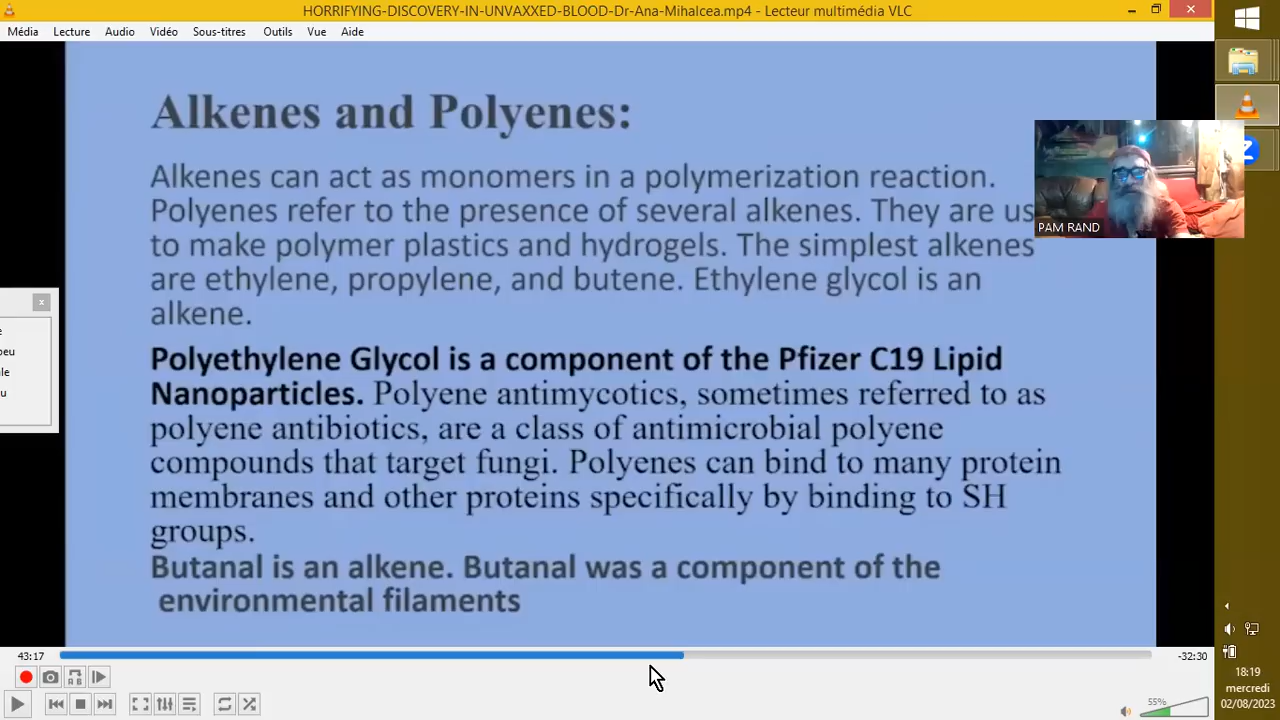 HORRIFYING-DISCOVERY-IN-UNVAXXED-BLOOD-Dr-Ana-Mihalcea.mp4 - Lecteur multimédia VLC
Média Lecture Audio Vidéo Sous-titres Outils Vue Aide
Alkenes and Polyenes:
Alkenes can act as monomers in a polymerization reaction.
Polyenes refer to the presence of several alkenes. They are us
to make polymer plastics and hydrogels. The simplest alkenes
are ethylene, propylene, and butene. Ethylene glycol is an
alkene.
Polyethylene Glycol is a component of the Pfizer C19 Lipid
Nanoparticles. Polyene antimycotics, sometimes referred to as
polyene antibiotics, are a class of antimicrobial polyene
compounds that target fungi. Polyenes can bind to many protein
membranes and other proteins specifically by binding to SH
groups.
Butanal is an alkene. Butanal was a component of the
environmental filaments
PAM RAND
43:17
-32:30
55%
18:19
mercredi
02/08/2023